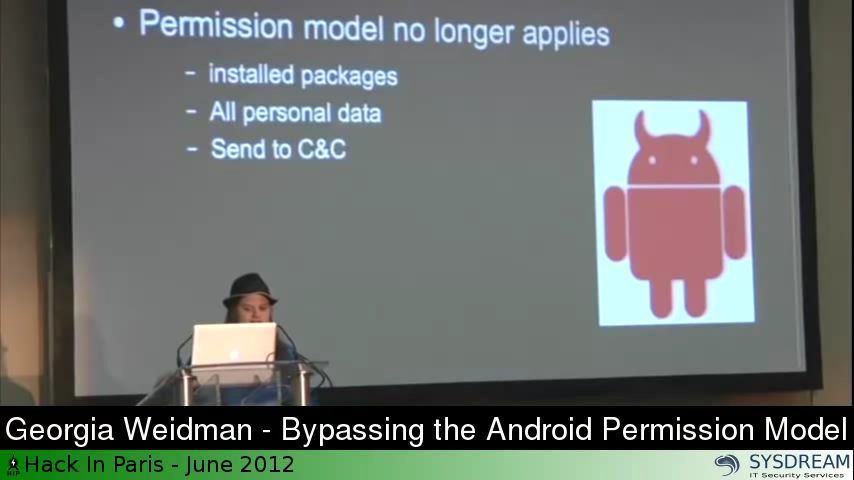 • Permission model no longer applies
– installed packages
– All personal data
– Send to C&C
Georgia Weidman - Bypassing the Android Permission Model
Hack In Paris - June 2012
SYSDREAM
IT Security Services